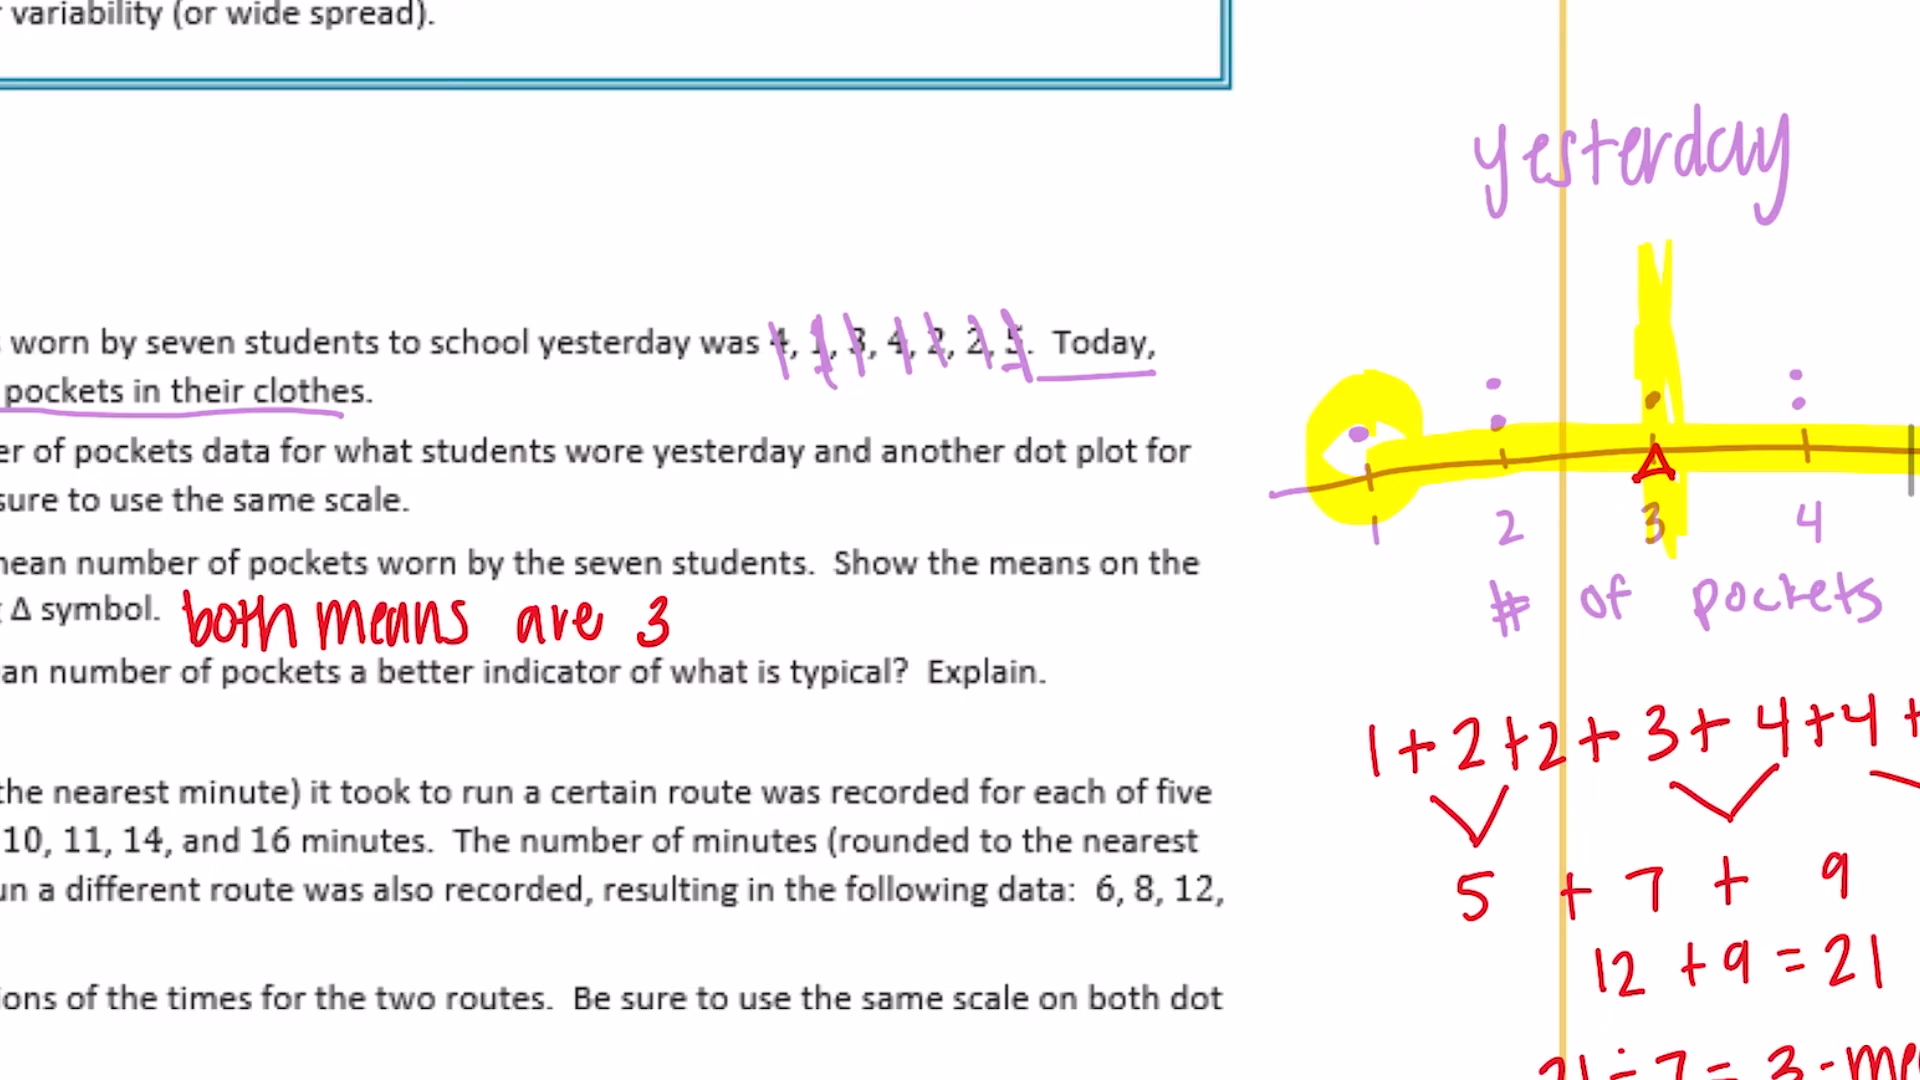 variability (or wide spread).
yesterday
worn by seven students to school yesterday was 4, 1, 3, 4, 2, 2, 5. Today,
pockets in their clothes.
er of pockets data for what students wore yesterday and another dot plot for
sure to use the same scale.
1 2 3 4
nean number of pockets worn by the seven students. Show the means on the
Δ symbol. both means are 3
# of pockets
an number of pockets a better indicator of what is typical? Explain.
1+2+2+3+4+4+
the nearest minute) it took to run a certain route was recorded for each of five
10, 11, 14, and 16 minutes. The number of minutes (rounded to the nearest
un a different route was also recorded, resulting in the following data: 6, 8, 12,
5 + 7 + 9
12 + 9 = 21
ions of the times for the two routes. Be sure to use the same scale on both dot
21 ÷ 7 = 3 - me